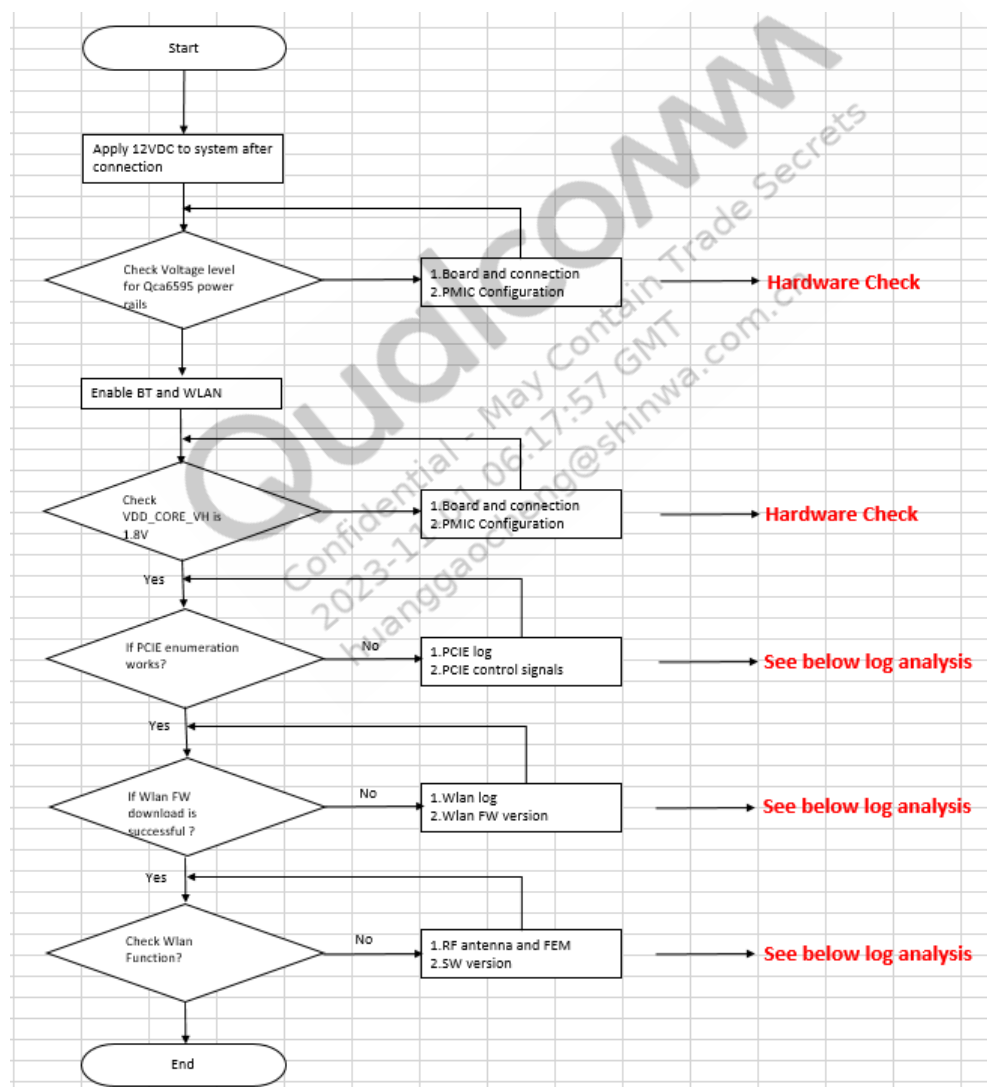 Start
Apply 12VDC to system after
connection
Check Voltage level
for Qca6595 power
rails
1.Board and connection
2.PMIC Configuration
Hardware Check
Enable BT and WLAN
Check
VDD_CORE_VH is
1.8V
1.Board and connection
2.PMIC Configuration
Hardware Check
Yes
If PCIE enumeration
works?
No
1.PCIE log
2.PCIE control signals
See below log analysis
Yes
If Wlan FW
download is
successful ?
No
1.Wlan log
2.Wlan FW version
See below log analysis
Yes
Check Wlan
Function?
No
1.RF antenna and FEM
2.SW version
See below log analysis
End
Qualcomm
Confidential - May Contain Trade Secrets
2023-11-01 06:17:57 GMT
huanggaocheng@shinwa.com.cn